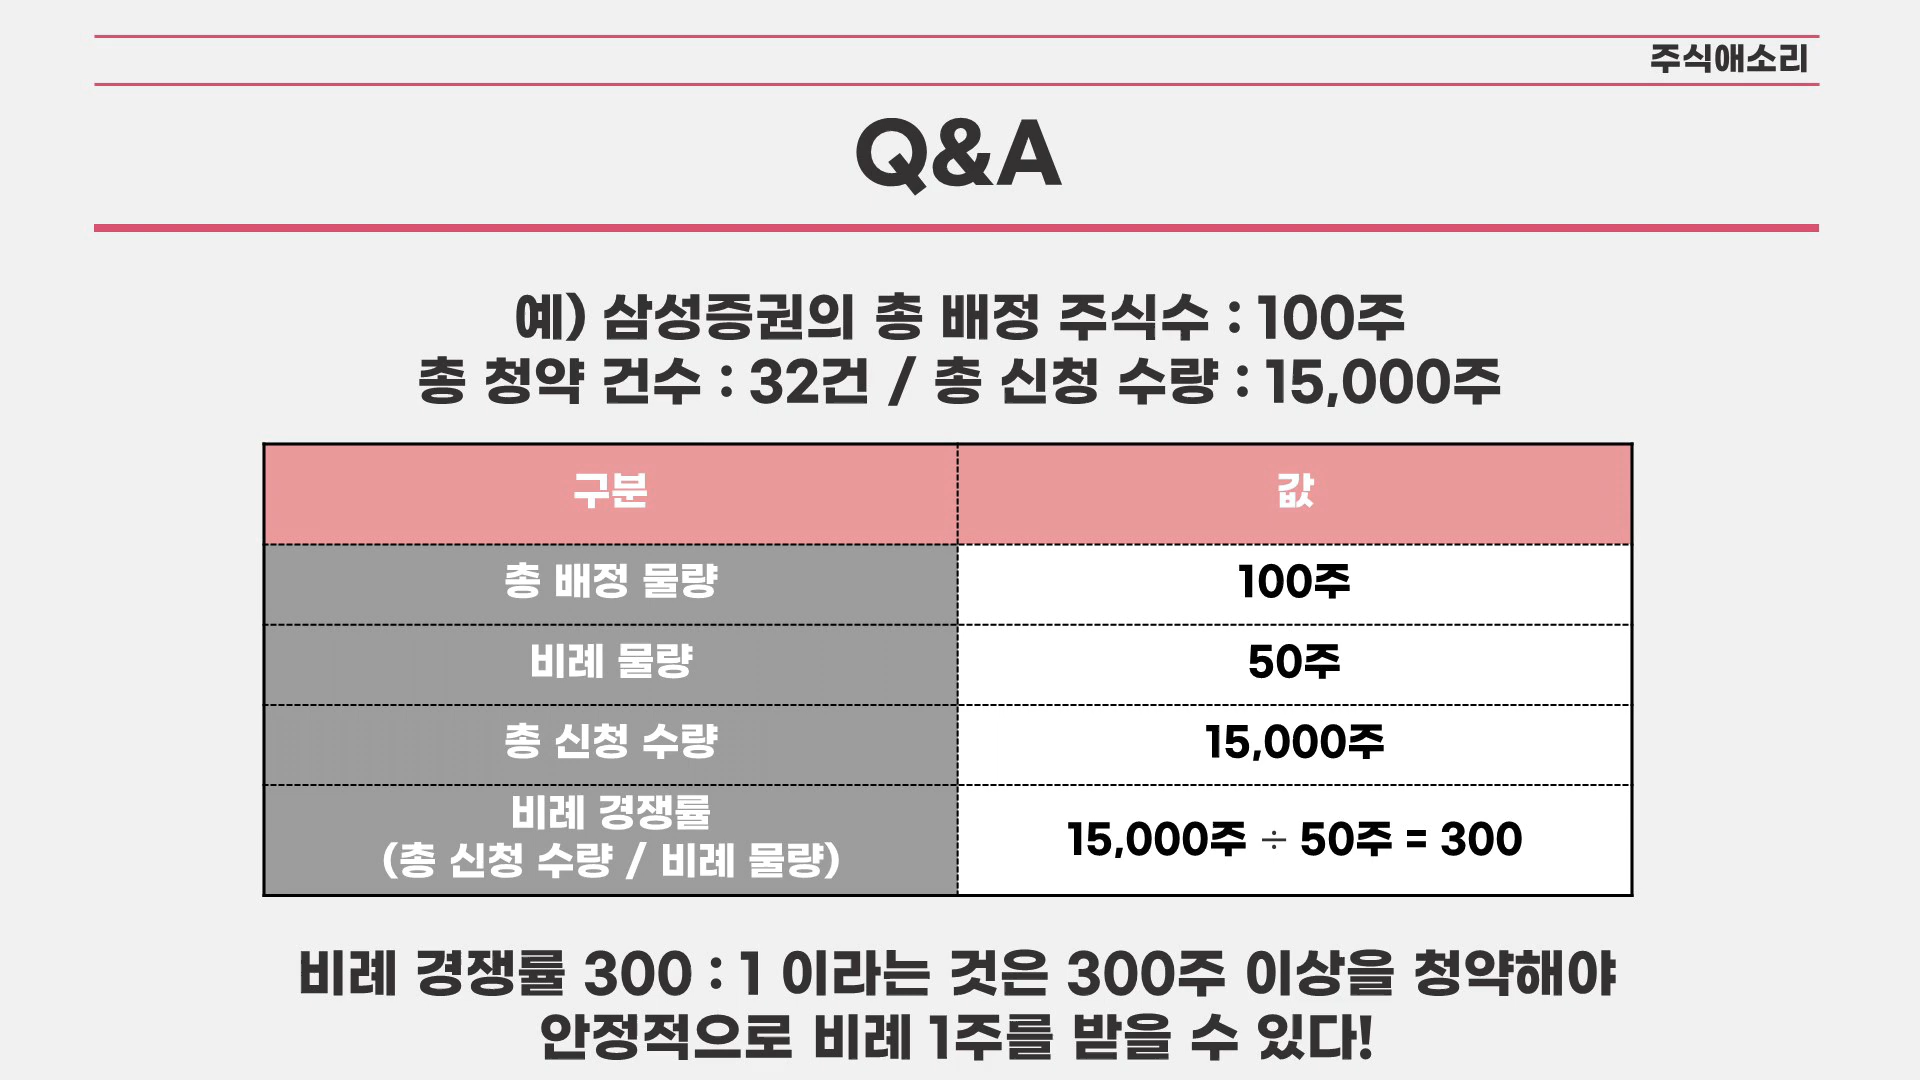 주식애소리
Q&A
예) 삼성증권의 총 배정 주식수 : 100주
총 청약 건수 : 32건 / 총 신청 수량 : 15,000주
구분 값
총 배정 물량 100주
비례 물량 50주
총 신청 수량 15,000주
비례 경쟁률
(총 신청 수량 / 비례 물량) 15,000주 ÷ 50주 = 300
비례 경쟁률 300 : 1 이라는 것은 300주 이상을 청약해야
안정적으로 비례 1주를 받을 수 있다!